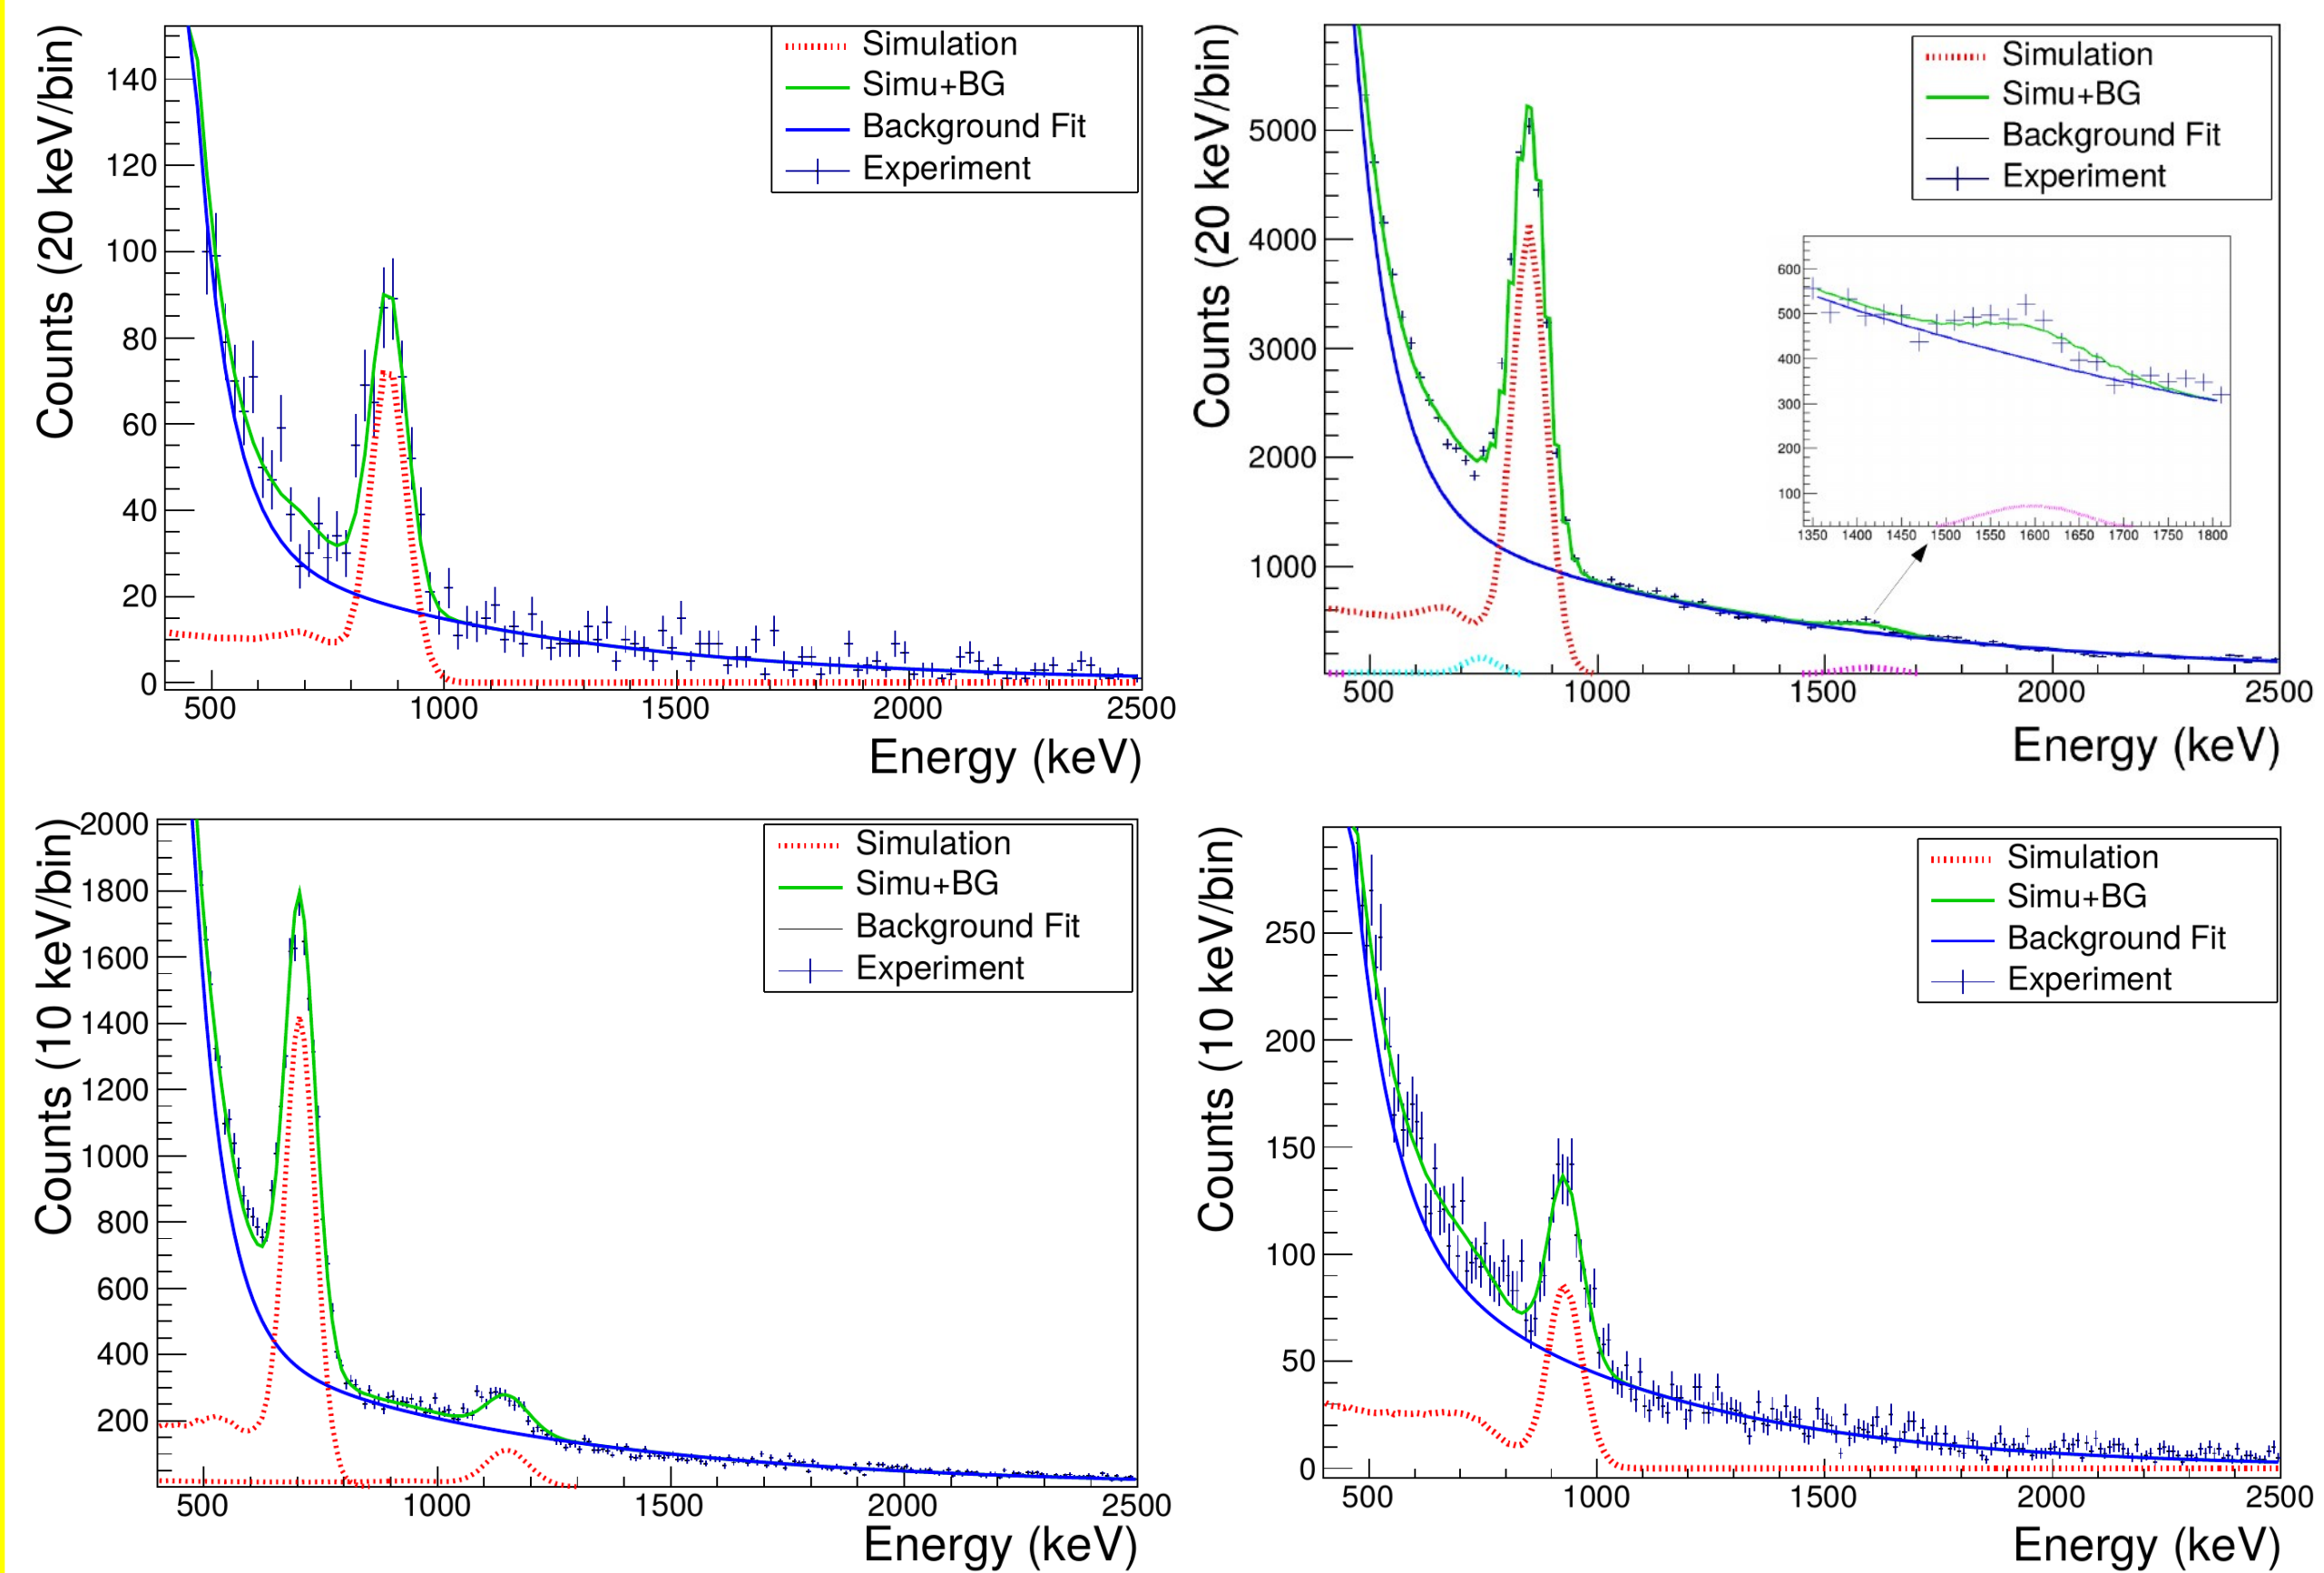 Counts (20 keV/bin)
140
120
100
80
60
40
20
0
Simulation
Simu+BG
Background Fit
Experiment
500
1000
1500
2000
2500
Energy (keV)
Counts (20 keV/bin)
5000
4000
3000
2000
1000
Simulation
Simu+BG
Background Fit
Experiment
600
500
400
300
200
100
1350 1400 1450 1500 1550 1600 1650 1700 1750 1800
500
1000
1500
2000
2500
Energy (keV)
Counts (10 keV/bin)
2000
1800
1600
1400
1200
1000
800
600
400
200
Simulation
Simu+BG
Background Fit
Experiment
500
1000
1500
2000
2500
Energy (keV)
Counts (10 keV/bin)
250
200
150
100
50
0
Simulation
Simu+BG
Background Fit
Experiment
500
1000
1500
2000
2500
Energy (keV)